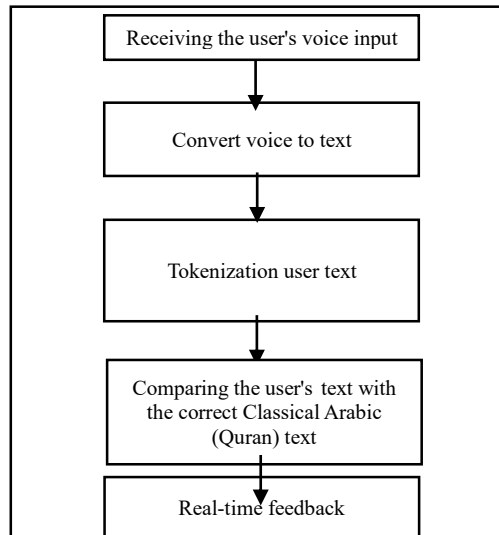 Receiving the user's voice input
Convert voice to text
Tokenization user text
Comparing the user's text with
the correct Classical Arabic
(Quran) text
Real-time feedback